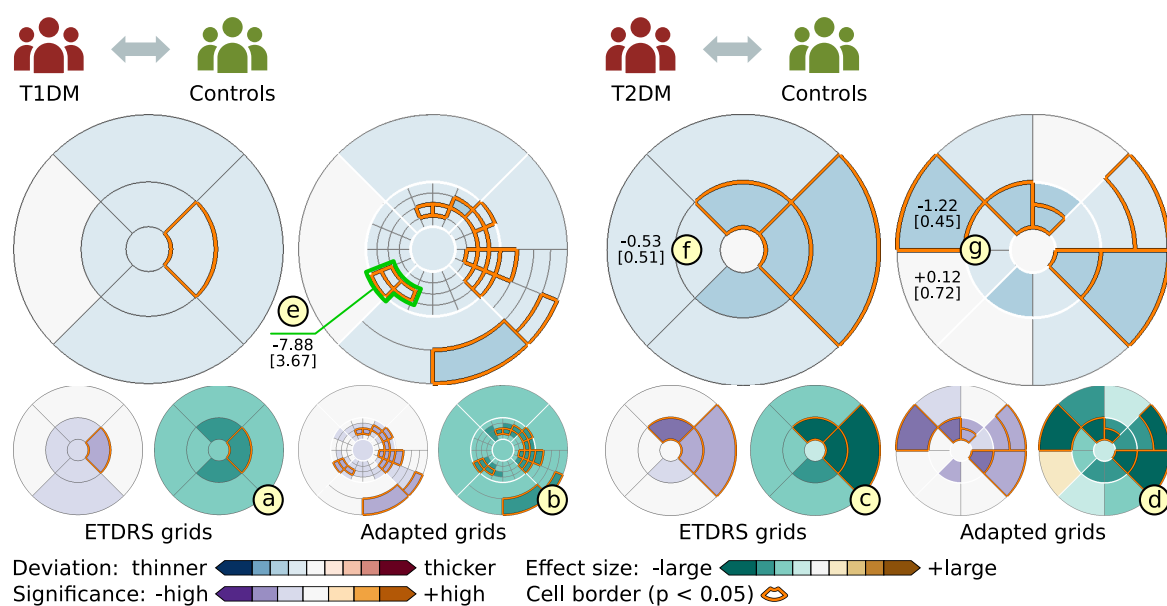 T1DM
Controls
T2DM
Controls
e
-7.88
[3.67]
-0.53
[0.51]
f
-1.22
[0.45]
g
+0.12
[0.72]
a
b
c
d
ETDRS grids
Adapted grids
ETDRS grids
Adapted grids
Deviation: thinner thicker
Effect size: -large +large
Significance: -high +high
Cell border (p < 0.05)